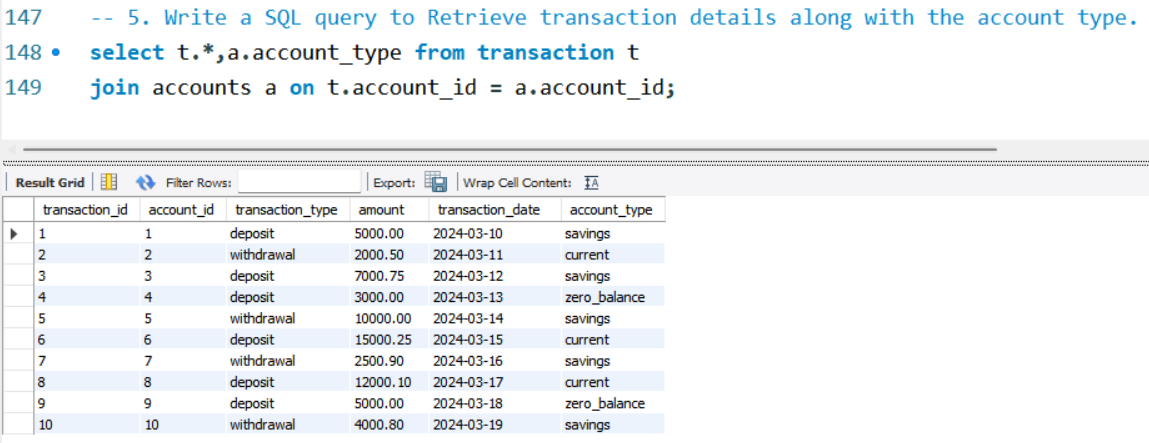 147 -- 5. Write a SQL query to Retrieve transaction details along with the account type.
148 select t.*,a.account_type from transaction t
149 join accounts a on t.account_id = a.account_id;
Result Grid Filter Rows: Export: Wrap Cell Content: IA
transaction_id account_id transaction_type amount transaction_date account_type
1 1 deposit 5000.00 2024-03-10 savings
2 2 withdrawal 2000.50 2024-03-11 current
3 3 deposit 7000.75 2024-03-12 savings
4 4 deposit 3000.00 2024-03-13 zero_balance
5 5 withdrawal 10000.00 2024-03-14 savings
6 6 deposit 15000.25 2024-03-15 current
7 7 withdrawal 2500.90 2024-03-16 savings
8 8 deposit 12000.10 2024-03-17 current
9 9 deposit 5000.00 2024-03-18 zero_balance
10 10 withdrawal 4000.80 2024-03-19 savings